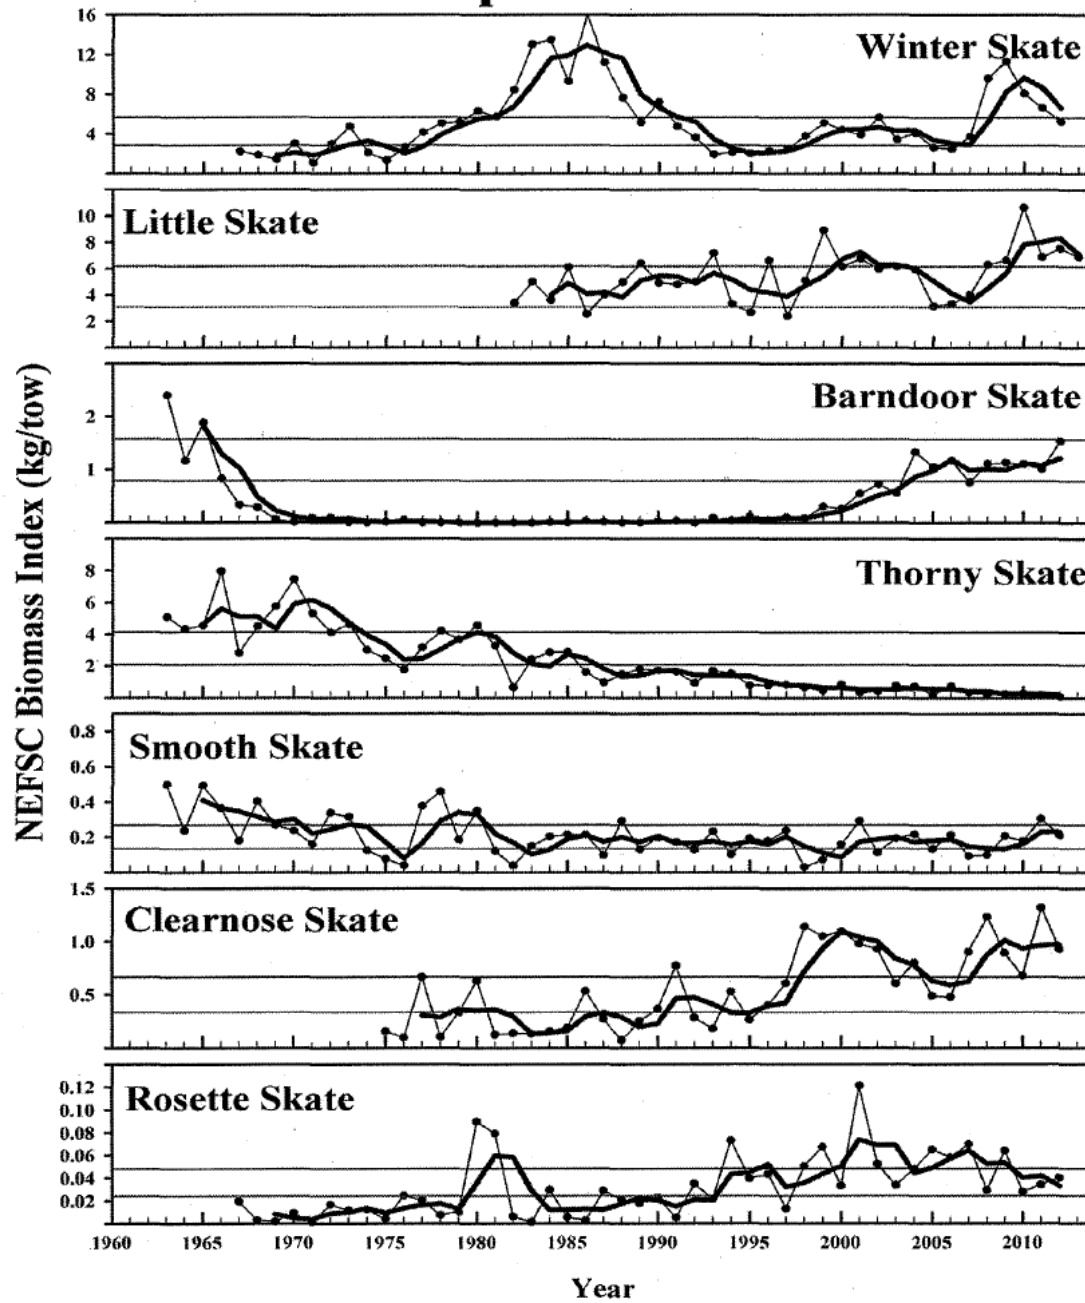 16
Winter Skate
12
8
4
Little Skate
10
8
6
4
2
Barndoor Skate
2
1
Thorny Skate
8
6
4
2
Smooth Skate
0.8
0.6
0.4
0.2
Clearnose Skate
1.5
1.0
0.5
Rosette Skate
0.12
0.10
0.08
0.06
0.04
0.02
1960 1965 1970 1975 1980 1985 1990 1995 2000 2005 2010
Year
NEFSC Biomass Index (kg/tow)